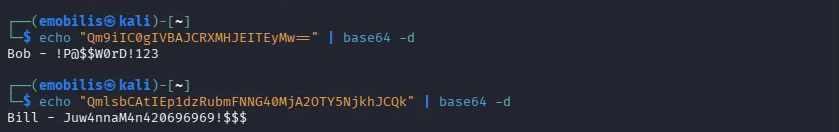 ┌──(emobilis㉿kali)-[~]
└─$ echo "Qm9iIC0gIVBAJCRXMHJEITEyMw==" | base64 -d
Bob - !P@$$W0rD!123
┌──(emobilis㉿kali)-[~]
└─$ echo "QmlsbCAtIEp1dzRubmFNNG40MjA2OTY5NjkhJCQk" | base64 -d
Bill - Juw4nnaM4n420696969!$$$